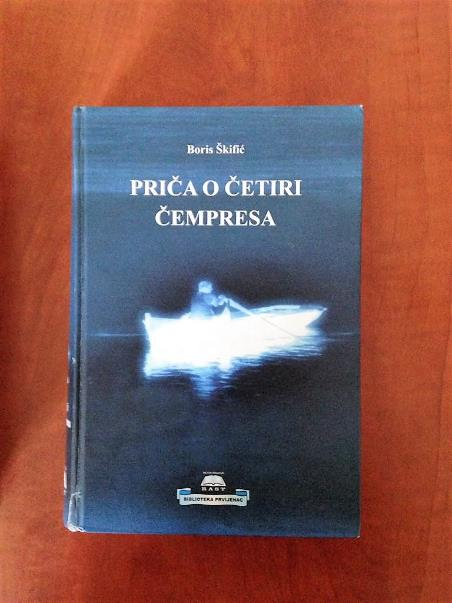 Boris Škifić
PRIČA O ČETIRI
ČEMPRESA
RAST
BIBLIOTEKA PRVIJENAC